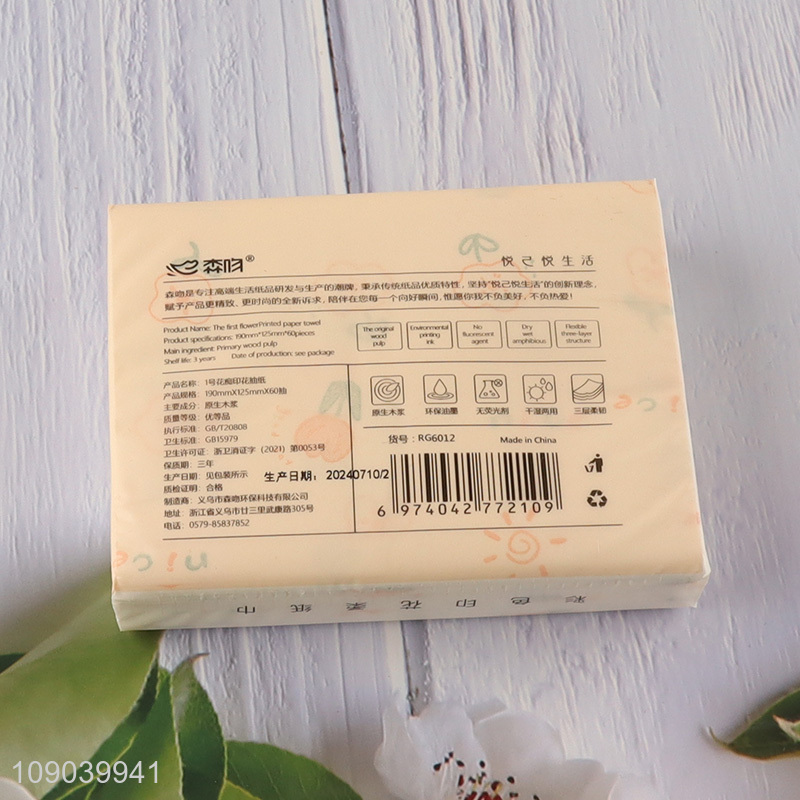 森吻®
悦己悦生活
森吻是专注高端生活纸品研发与生产的潮牌，秉承传统纸品优质特性，坚持“悦己悦生活”的创新理念，
赋予产品更精致、更时尚的全新诉求，陪伴在您每一个向好瞬间，惟愿你我不负美好，不负热爱！
Product Name: The first flowerPrinted paper towel
Product specifications: 190mm*125mm*60pieces
Main ingredient: Primary wood pulp
Shelf life: 3 years Date of production: see package
The original
wood
pulp
Environmental
printing
ink
No
fluorescent
agent
Dry
wet
amphibious
Flexible
three-layer
structure
产品名称：1号花痴印花抽纸
产品规格：190mmX125mmX60抽
主要成分：原生木浆
质量等级：优等品
执行标准：GB/T20808
卫生标准：GB15979
卫生许可证：浙卫消证字（2021）第0053号
保质期：三年
生产日期：见包装所示
质检证明：合格
制造商：义乌市森吻环保科技有限公司
地址：浙江省义乌市廿三里武康路305号
电话：0579-85837852
生产日期：20240710/2
原生木浆
环保油墨
无荧光剂
干湿两用
三层柔韧
货号：RG6012
Made in China
6 974042 772109
nice
彩色印花柔纸巾
109039941